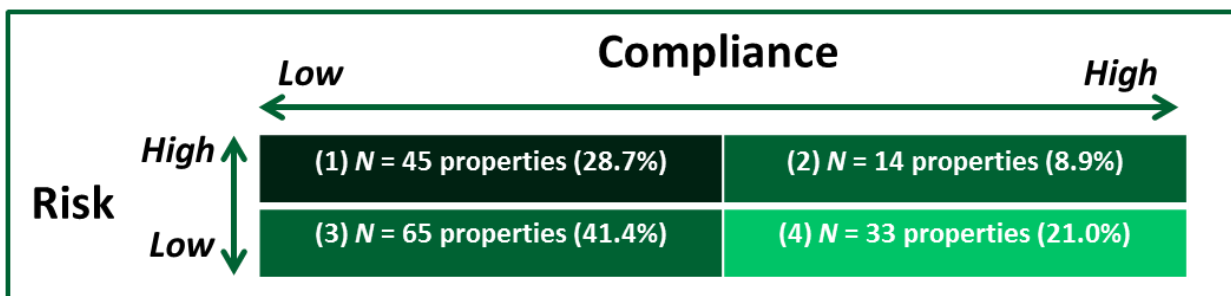 Compliance
Low High
High (1) N = 45 properties (28.7%) (2) N = 14 properties (8.9%)
Risk
Low (3) N = 65 properties (41.4%) (4) N = 33 properties (21.0%)